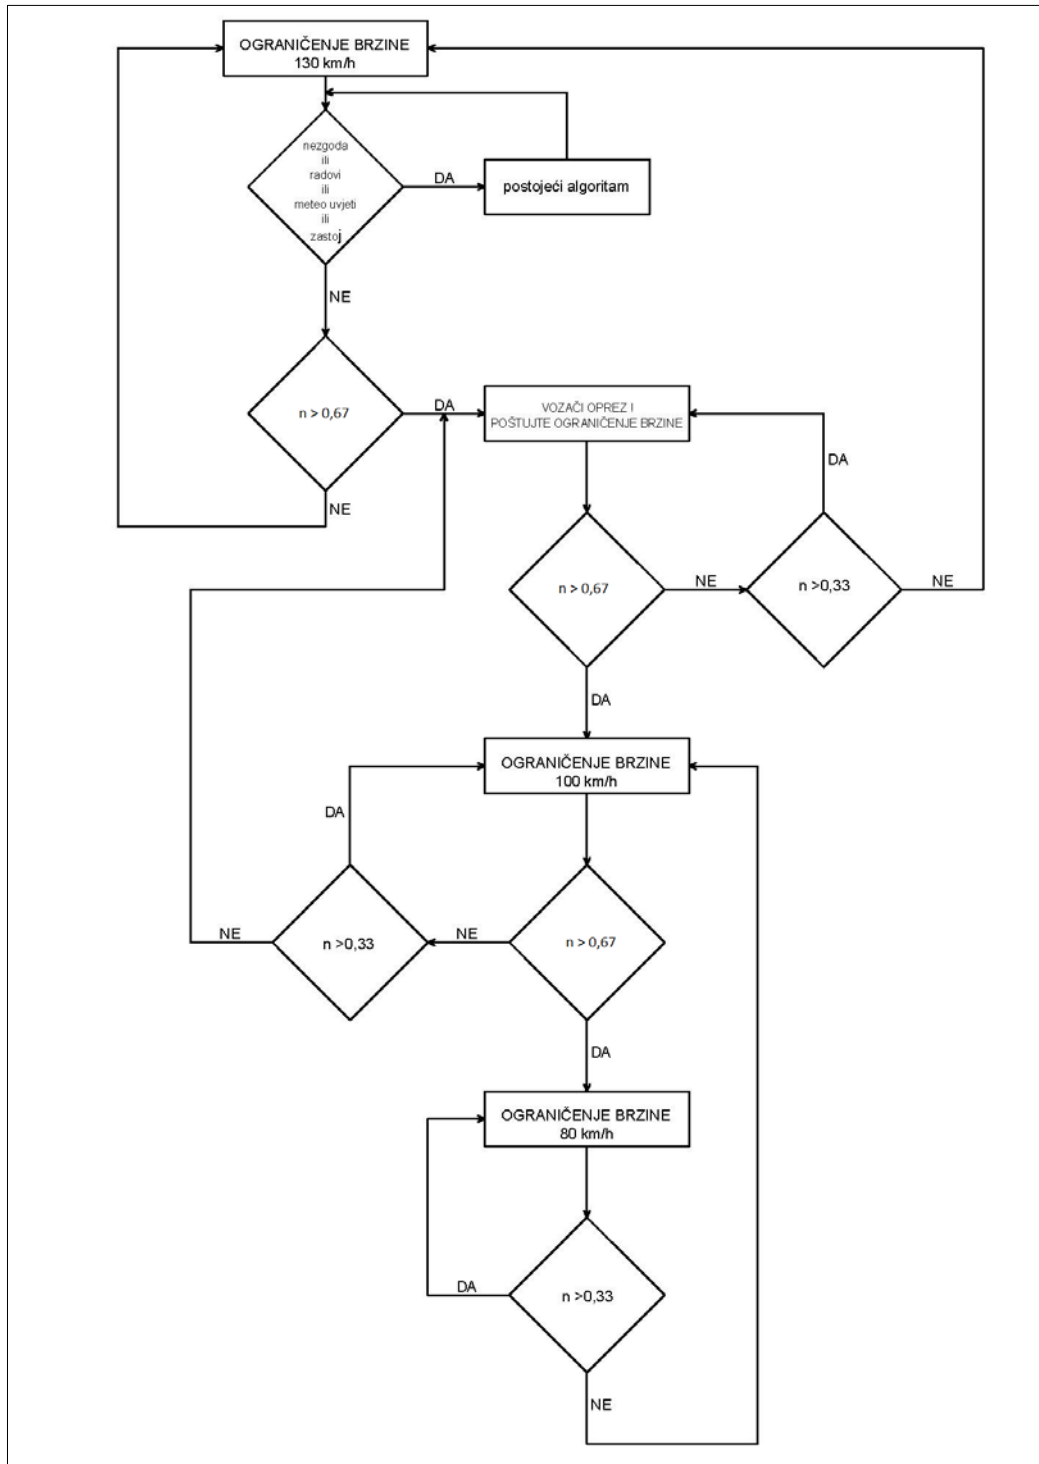 OGRANIČENJE BRZINE
130 km/h
nezgoda
ili
radovi
ili
meteo uvjeti
ili
zastoj
DA
postojeći algoritam
NE
n > 0,67
DA
VOZAČI OPREZ I
POŠTUJTE OGRANIČENJE BRZINE
NE
DA
n > 0,67
NE
n >0,33
NE
DA
OGRANIČENJE BRZINE
100 km/h
DA
NE
n >0,33
NE
n > 0,67
DA
OGRANIČENJE BRZINE
80 km/h
DA
n >0,33
NE